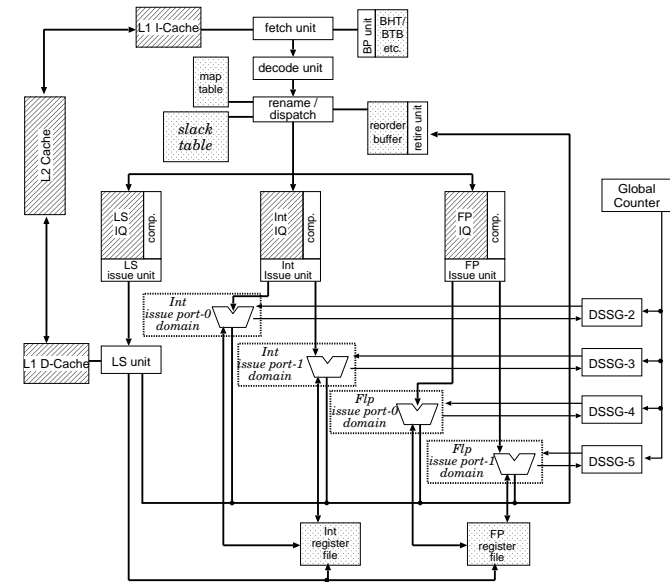 L1 I-Cache
fetch unit
BP unit
BHT/
BTB
etc.
decode unit
map
table
rename /
dispatch
slack
table
reorder
buffer
retire unit
L2 Cache
LS
IQ
comp.
LS
issue unit
Int
IQ
comp.
Int
Issue unit
FP
IQ
comp.
FP
Issue unit
Global
Counter
Int
issue port-0
domain
DSSG-2
L1 D-Cache
LS unit
Int
issue port-1
domain
DSSG-3
Flp
issue port-0
domain
DSSG-4
Flp
issue port-1
domain
DSSG-5
Int
register
file
FP
register
file